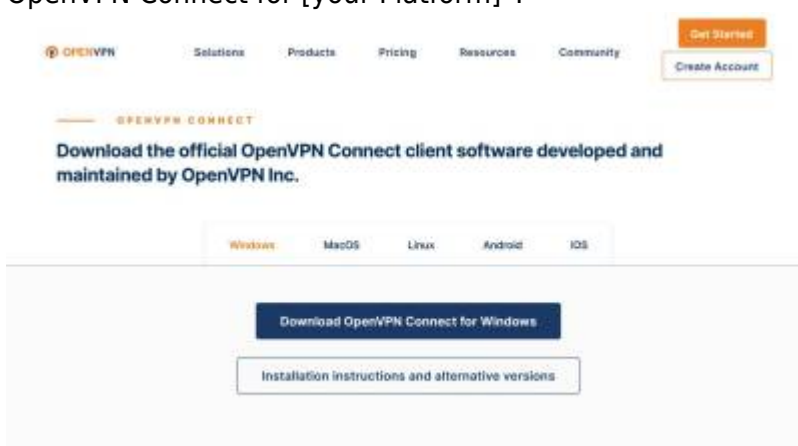 OpenVPN Connect for [your Platform]".
Get Started
OPENVPN Solutions Products Pricing Resources Community
Create Account
OPENVPN CONNECT
Download the official OpenVPN Connect client software developed and
maintained by OpenVPN Inc.
Windows MacOS Linux Android iOS
Download OpenVPN Connect for Windows
Installation instructions and alternative versions